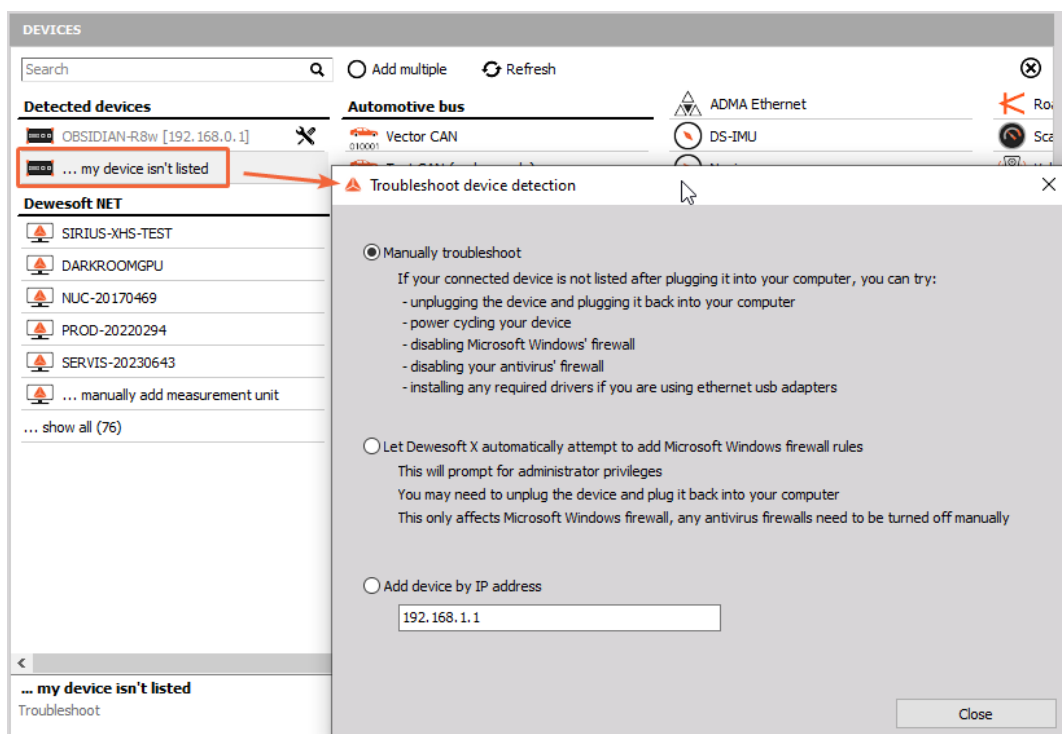 DEVICES
Search
Add multiple
Refresh
Detected devices
OBSIDIAN-R8w [192.168.0.1]
... my device isn't listed
Dewesoft NET
SIRIUS-XHS-TEST
DARKROOMGPU
NUC-20170469
PROD-20220294
SERVIS-20230643
... manually add measurement unit
... show all (76)
Automotive bus
010001
Vector CAN
ADMA Ethernet
DS-IMU
Troubleshoot device detection
Manually troubleshoot
If your connected device is not listed after plugging it into your computer, you can try:
- unplugging the device and plugging it back into your computer
- power cycling your device
- disabling Microsoft Windows' firewall
- disabling your antivirus' firewall
- installing any required drivers if you are using ethernet usb adapters
Let Dewesoft X automatically attempt to add Microsoft Windows firewall rules
This will prompt for administrator privileges
You may need to unplug the device and plug it back into your computer
This only affects Microsoft Windows firewall, any antivirus firewalls need to be turned off manually
Add device by IP address
192.168.1.1
... my device isn't listed
Troubleshoot
Close